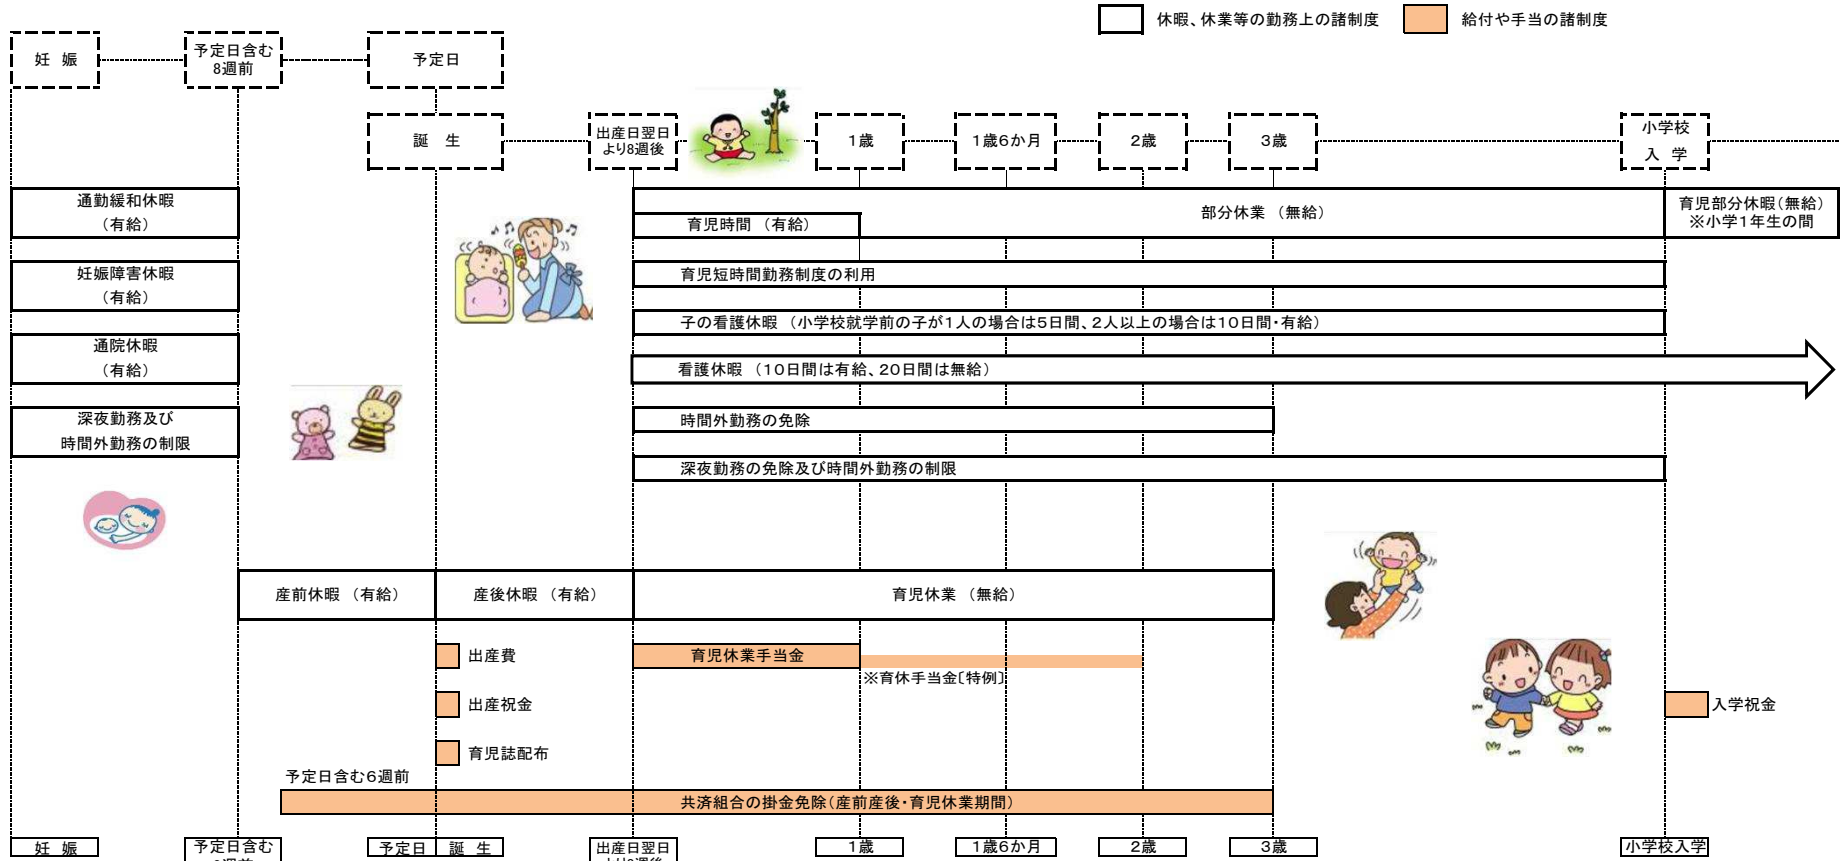 休暇、休業等の勤務上の諸制度
給付や手当の諸制度
妊 娠
予定日含む
8週前
予定日
誕 生
出産日翌日
より8週後
1歳
1歳6か月
2歳
3歳
小学校
入 学
通勤緩和休暇
(有給)
部分休業 (無給)
育児時間 (有給)
育児部分休暇(無給)
※小学1年生の間
妊娠障害休暇
(有給)
育児短時間勤務制度の利用
子の看護休暇 (小学校就学前の子が1人の場合は5日間、2人以上の場合は10日間・有給)
通院休暇
(有給)
看護休暇 (10日間は有給、20日間は無給)
深夜勤務及び
時間外勤務の制限
時間外勤務の免除
深夜勤務の免除及び時間外勤務の制限
産前休暇 (有給)
産後休暇 (有給)
育児休業 (無給)
出産費
育児休業手当金
※育休手当金〔特例〕
出産祝金
入学祝金
育児誌配布
予定日含む6週前
共済組合の掛金免除(産前産後・育児休業期間)
妊 娠
予定日含む
8週前
予定日
誕 生
出産日翌日
より8週後
1歳
1歳6か月
2歳
3歳
小学校入学